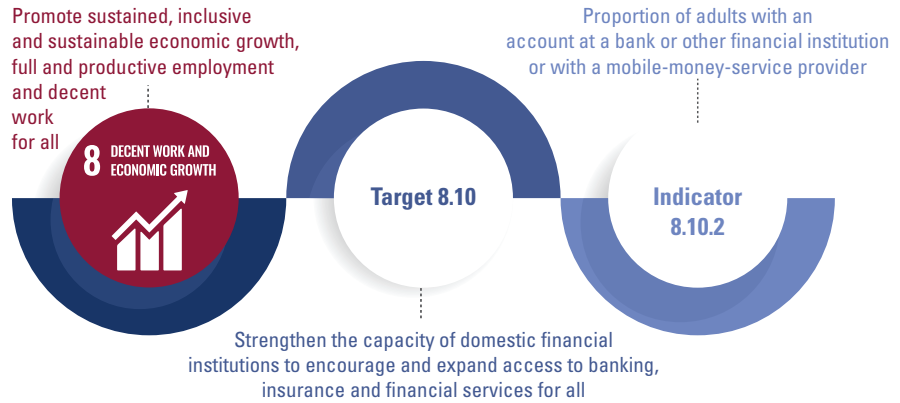 Promote sustained, inclusive
and sustainable economic growth,
full and productive employment
and decent
work
for all
8 DECENT WORK AND
ECONOMIC GROWTH
Target 8.10
Strengthen the capacity of domestic financial
institutions to encourage and expand access to banking,
insurance and financial services for all
Proportion of adults with an
account at a bank or other financial institution
or with a mobile-money-service provider
Indicator
8.10.2